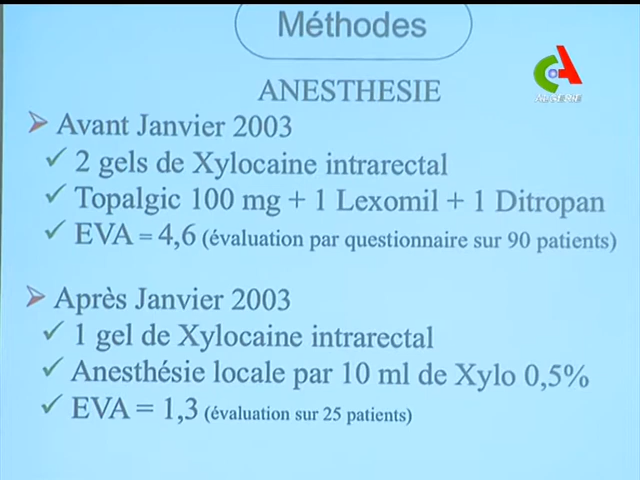 Méthodes
ANESTHESIE
Avant Janvier 2003
2 gels de Xylocaine intrarectal
Topalgic 100 mg + 1 Lexomil + 1 Ditropan
EVA = 4,6 (évaluation par questionnaire sur 90 patients)
Après Janvier 2003
1 gel de Xylocaine intrarectal
Anesthésie locale par 10 ml de Xylo 0,5%
EVA = 1,3 (évaluation sur 25 patients)